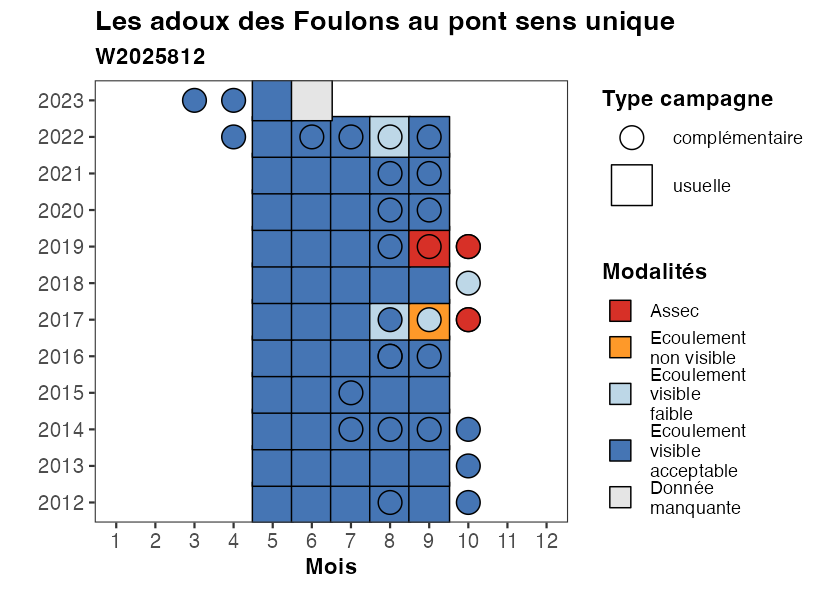 Les adoux des Foulons au pont sens unique
W2025812
2023
2022
2021
2020
2019
2018
2017
2016
2015
2014
2013
2012
1 2 3 4 5 6 7 8 9 10 11 12
Mois
Type campagne
complémentaire
usuelle
Modalités
Assec
Ecoulement
non visible
Ecoulement
visible
faible
Ecoulement
visible
acceptable
Donnée
manquante